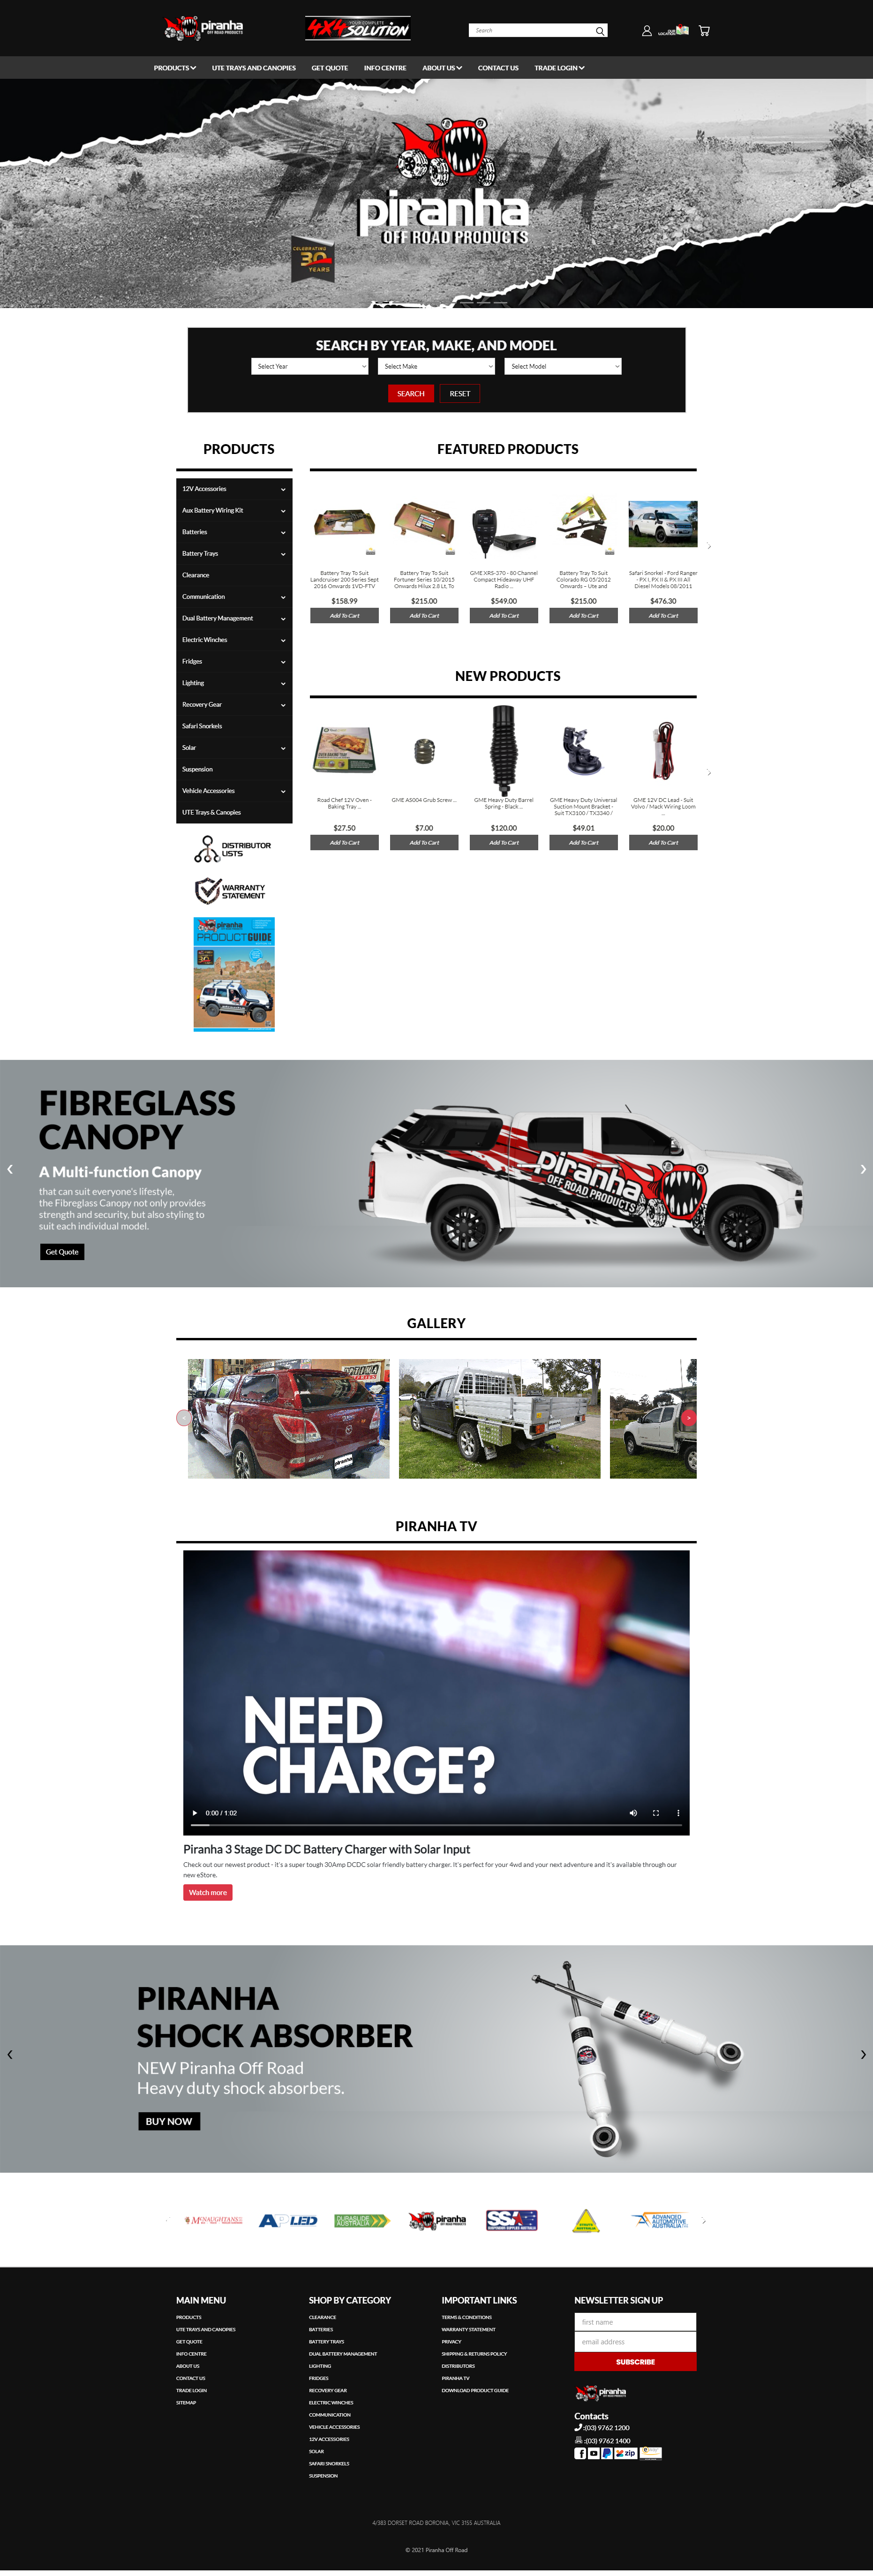 piranha
OFF ROAD PRODUCTS
YOUR COMPLETE
4X4 SOLUTION
Search
PRODUCTS
UTE TRAYS AND CANOPIES
GET QUOTE
INFO CENTRE
ABOUT US
CONTACT US
TRADE LOGIN
piranha
OFF ROAD PRODUCTS
CELEBRATING
30
YEARS
SEARCH BY YEAR, MAKE, AND MODEL
Select Year
Select Make
Select Model
SEARCH
RESET
PRODUCTS
12V Accessories
Aux Battery Wiring Kit
Batteries
Battery Trays
Clearance
Communication
Dual Battery Management
Electric Winches
Fridges
Lighting
Recovery Gear
Safari Snorkels
Solar
Suspension
Vehicle Accessories
UTE Trays & Canopies
DISTRIBUTOR
LISTS
WARRANTY
STATEMENT
piranha
PRODUCT GUIDE
FEATURED PRODUCTS
Battery Tray To Suit
Landcruiser 200 Series Sept
2016 Onwards 1VD-FTV
$158.99
Add To Cart
Battery Tray To Suit
Fortuner Series 10/2015
Onwards Hilux 2.8 Lt, To
$215.00
Add To Cart
GME XRS-370 - 80 Channel
Compact Hideaway UHF
Radio ...
$549.00
Add To Cart
Battery Tray To Suit
Colorado RG 05/2012
Onwards – Ute and
$215.00
Add To Cart
Safari Snorkel - Ford Ranger
- PX I, PX II & PX III All
Diesel Models 08/2011
$476.30
Add To Cart
NEW PRODUCTS
Road Chef 12V Oven -
Baking Tray ...
$27.50
Add To Cart
GME AS004 Grub Screw ...
$7.00
Add To Cart
GME Heavy Duty Barrel
Spring - Black ...
$120.00
Add To Cart
GME Heavy Duty Universal
Suction Mount Bracket -
Suit TX3100 / TX3340 /
$49.01
Add To Cart
GME 12V DC Lead - Suit
Volvo / Mack Wiring Loom
...
$20.00
Add To Cart
FIBREGLASS
CANOPY
A Multi-function Canopy
that can suit everyone's lifestyle,
the Fibreglass Canopy not only provides
strength and security, but also styling to
suit each individual model.
Get Quote
piranha
OFF ROAD PRODUCTS
GALLERY
OPTIMA
BATTERIES
piranha
PIRANHA TV
NEED
CHARGE?
0:00 / 1:02
Piranha 3 Stage DC DC Battery Charger with Solar Input
Check out our newest product - it's a super tough 30Amp DCDC solar friendly battery charger. It's perfect for your 4wd and your next adventure and it's available through our
new eStore.
Watch more
PIRANHA
SHOCK ABSORBER
NEW Piranha Off Road
Heavy duty shock absorbers.
BUY NOW
MCNAUGHTANS
AP LED
DURASLIDE
AUSTRALIA
piranha
SSA
SUSPENSION SUPPLIES AUSTRALIA
ADVANCED
AUTOMOTIVE
AUSTRALIA
MAIN MENU
PRODUCTS
UTE TRAYS AND CANOPIES
GET QUOTE
INFO CENTRE
ABOUT US
CONTACT US
TRADE LOGIN
SITEMAP
SHOP BY CATEGORY
CLEARANCE
BATTERIES
BATTERY TRAYS
DUAL BATTERY MANAGEMENT
LIGHTING
FRIDGES
RECOVERY GEAR
ELECTRIC WINCHES
COMMUNICATION
VEHICLE ACCESSORIES
12V ACCESSORIES
SOLAR
SAFARI SNORKELS
SUSPENSION
IMPORTANT LINKS
TERMS & CONDITIONS
WARRANTY STATEMENT
PRIVACY
SHIPPING & RETURNS POLICY
DISTRIBUTORS
PIRANHA TV
DOWNLOAD PRODUCT GUIDE
NEWSLETTER SIGN UP
first name
email address
SUBSCRIBE
piranha
OFF ROAD PRODUCTS
Contacts
:(03) 9762 1200
:(03) 9762 1400
zip
4/383 DORSET ROAD BORONIA, VIC 3155 AUSTRALIA
© 2021 Piranha Off Road